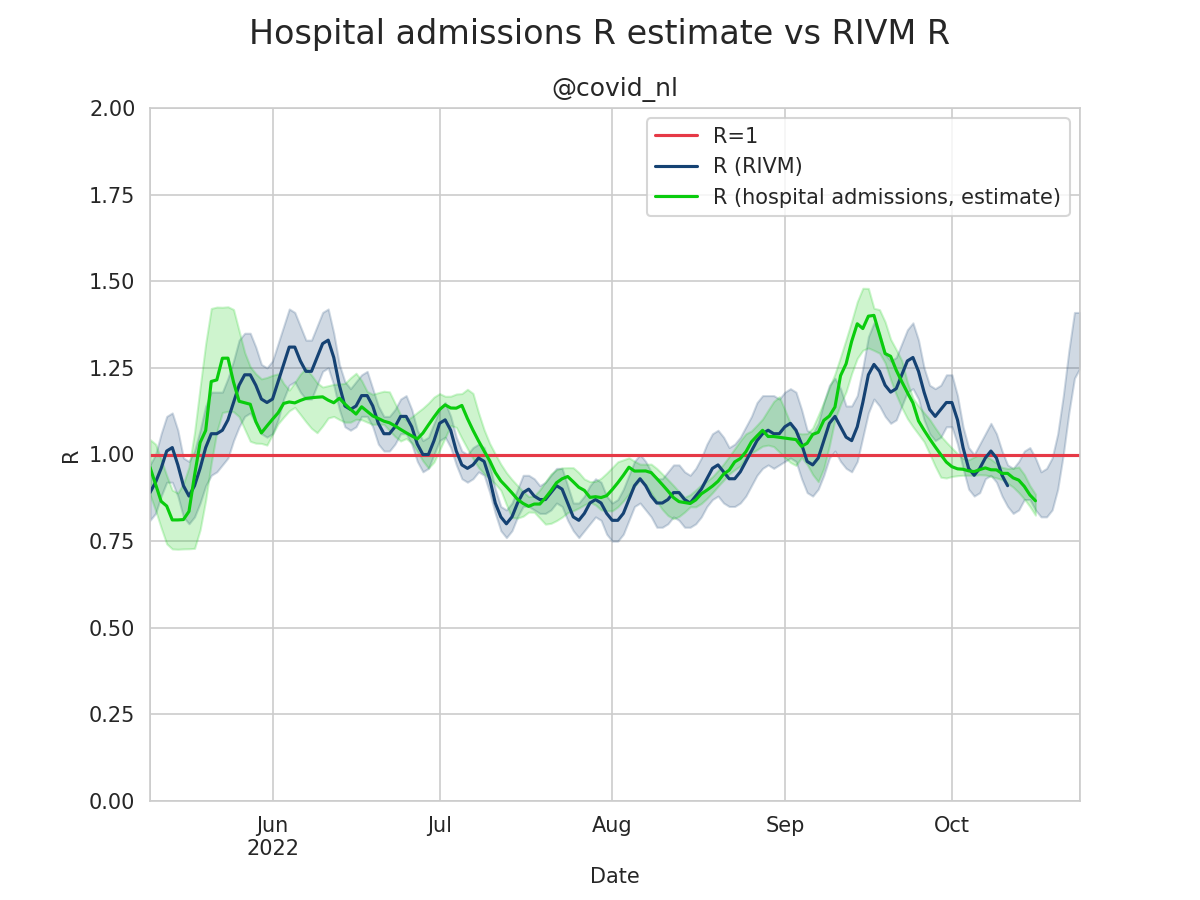 Hospital admissions R estimate vs RIVM R
@covid_nl
R=1
R (RIVM)
R (hospital admissions, estimate)
2.00
1.75
1.50
1.25
1.00
0.75
0.50
0.25
0.00
R
Jun
2022
Jul
Aug
Sep
Oct
Date